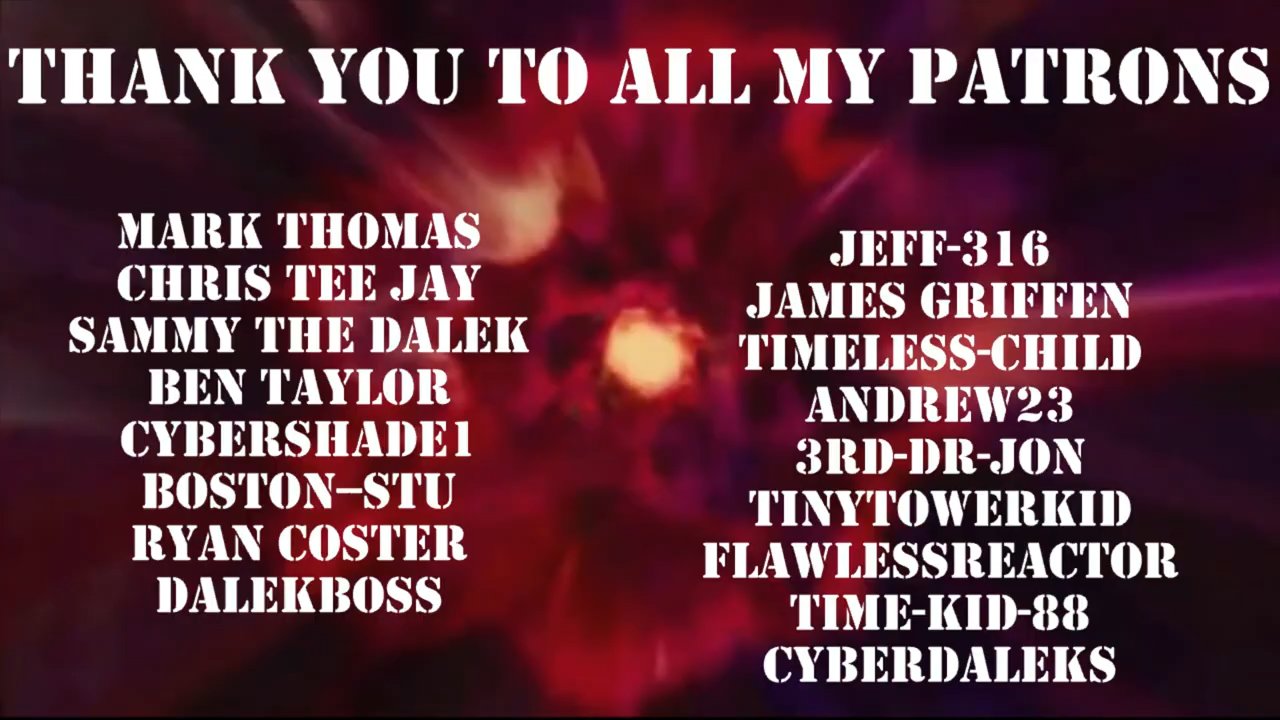 THANK YOU TO ALL MY PATRONS
MARK THOMAS
CHRIS TEE JAY
SAMMY THE DALEK
BEN TAYLOR
CYBERSHADE1
BOSTON–STU
RYAN COSTER
DALEKBOSS
JEFF-316
JAMES GRIFFEN
TIMELESS-CHILD
ANDREW23
3RD-DR-JON
TINYTOWERKID
FLAWLESSREACTOR
TIME-KID-88
CYBERDALEKS